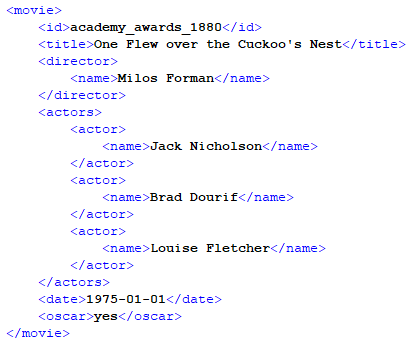 <movie>
<id>academy_awards_1880</id>
<title>One Flew over the Cuckoo's Nest</title>
<director>
<name>Milos Forman</name>
</director>
<actors>
<actor>
<name>Jack Nicholson</name>
</actor>
<actor>
<name>Brad Dourif</name>
</actor>
<actor>
<name>Louise Fletcher</name>
</actor>
</actors>
<date>1975-01-01</date>
<oscar>yes</oscar>
</movie>